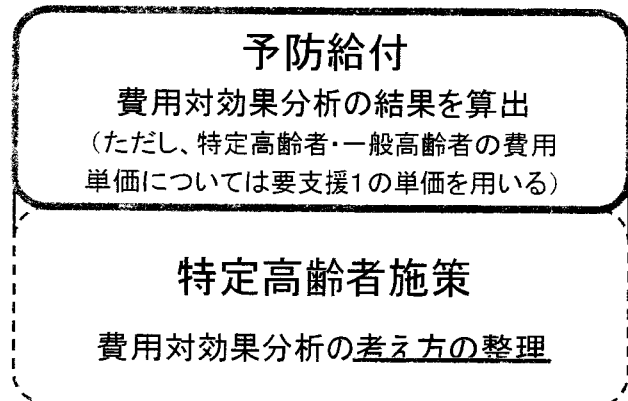 予防給付
費用対効果分析の結果を算出
（ただし、特定高齢者・一般高齢者の費用
単価については要支援1の単価を用いる）
特定高齢者施策
費用対効果分析の考え方の整理